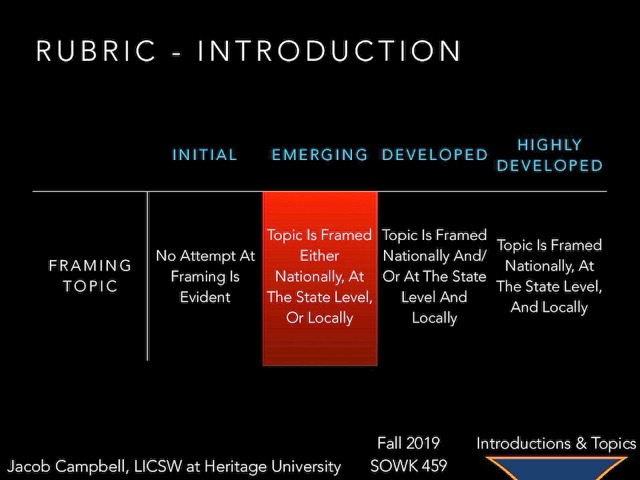 RUBRIC - INTRODUCTION
INITIAL
EMERGING
DEVELOPED
HIGHLY
DEVELOPED
FRAMING
TOPIC
No Attempt At
Framing Is
Evident
Topic Is Framed
Either
Nationally, At
The State Level,
Or Locally
Topic Is Framed
Nationally And/
Or At The State
Level And
Locally
Topic Is Framed
Nationally, At
The State Level,
And Locally
Jacob Campbell, LICSW at Heritage University
Fall 2019
SOWK 459
Introductions & Topics